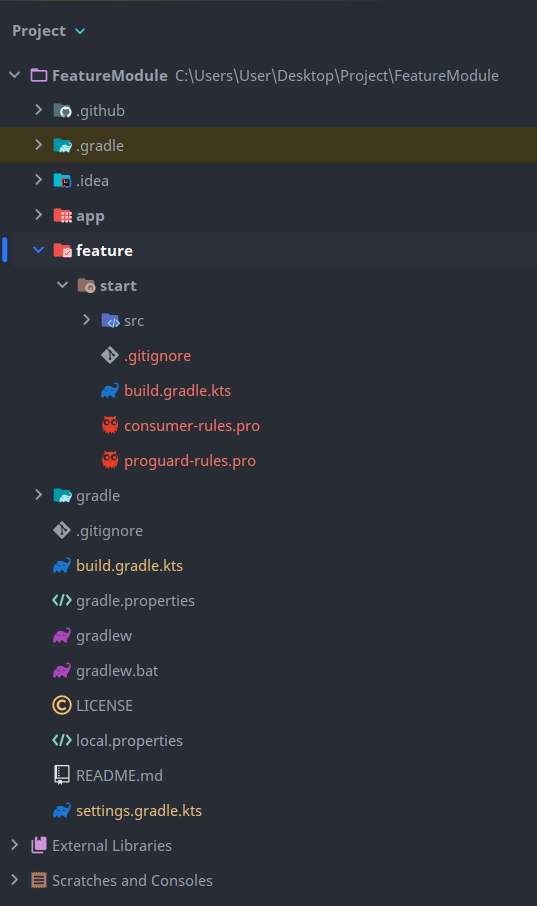 Project
FeatureModule C:\Users\User\Desktop\Project\FeatureModule
.github
.gradle
.idea
app
feature
start
src
.gitignore
build.gradle.kts
consumer-rules.pro
proguard-rules.pro
gradle
.gitignore
build.gradle.kts
gradle.properties
gradlew
gradlew.bat
LICENSE
local.properties
README.md
settings.gradle.kts
External Libraries
Scratches and Consoles